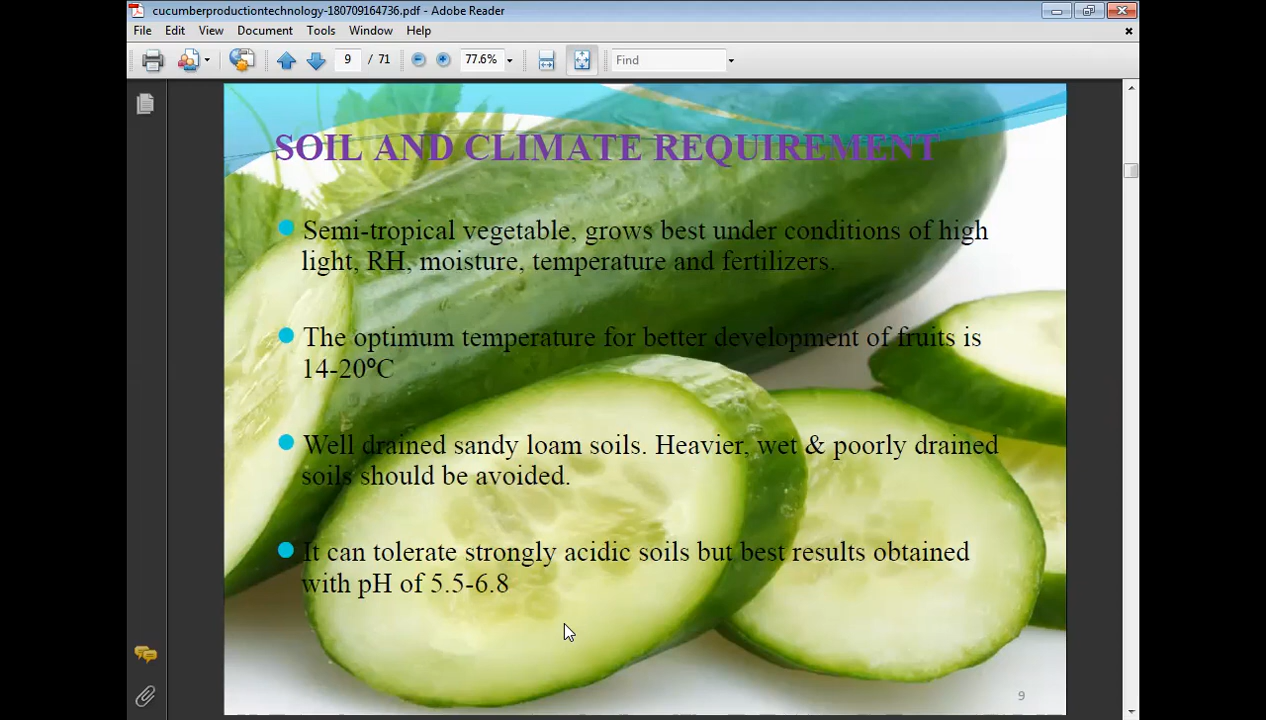 cucumberproductiontechnology-180709164736.pdf - Adobe Reader
File Edit View Document Tools Window Help
9 / 71 77.6% Find
SOIL AND CLIMATE REQUIREMENT
Semi-tropical vegetable, grows best under conditions of high
light, RH, moisture, temperature and fertilizers.
The optimum temperature for better development of fruits is
14-20⁰C
Well drained sandy loam soils. Heavier, wet & poorly drained
soils should be avoided.
It can tolerate strongly acidic soils but best results obtained
with pH of 5.5-6.8
9